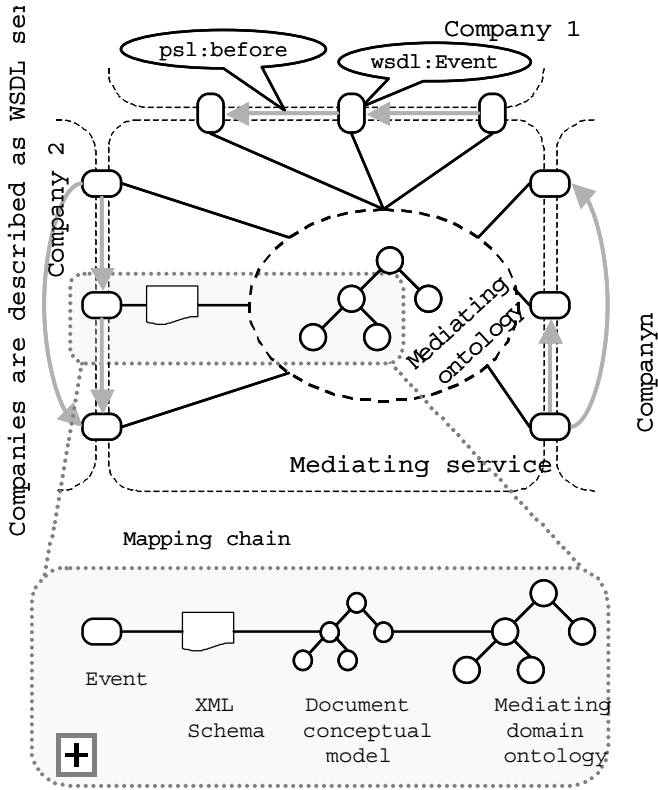 Company 1
psl:before
wsdl:Event
Companies are described as WSDL
Company 2
Mediating
ontology
Companyn
Mediating service
Mapping chain
Event
XML
Schema
Document
conceptual
model
Mediating
domain
ontology
+